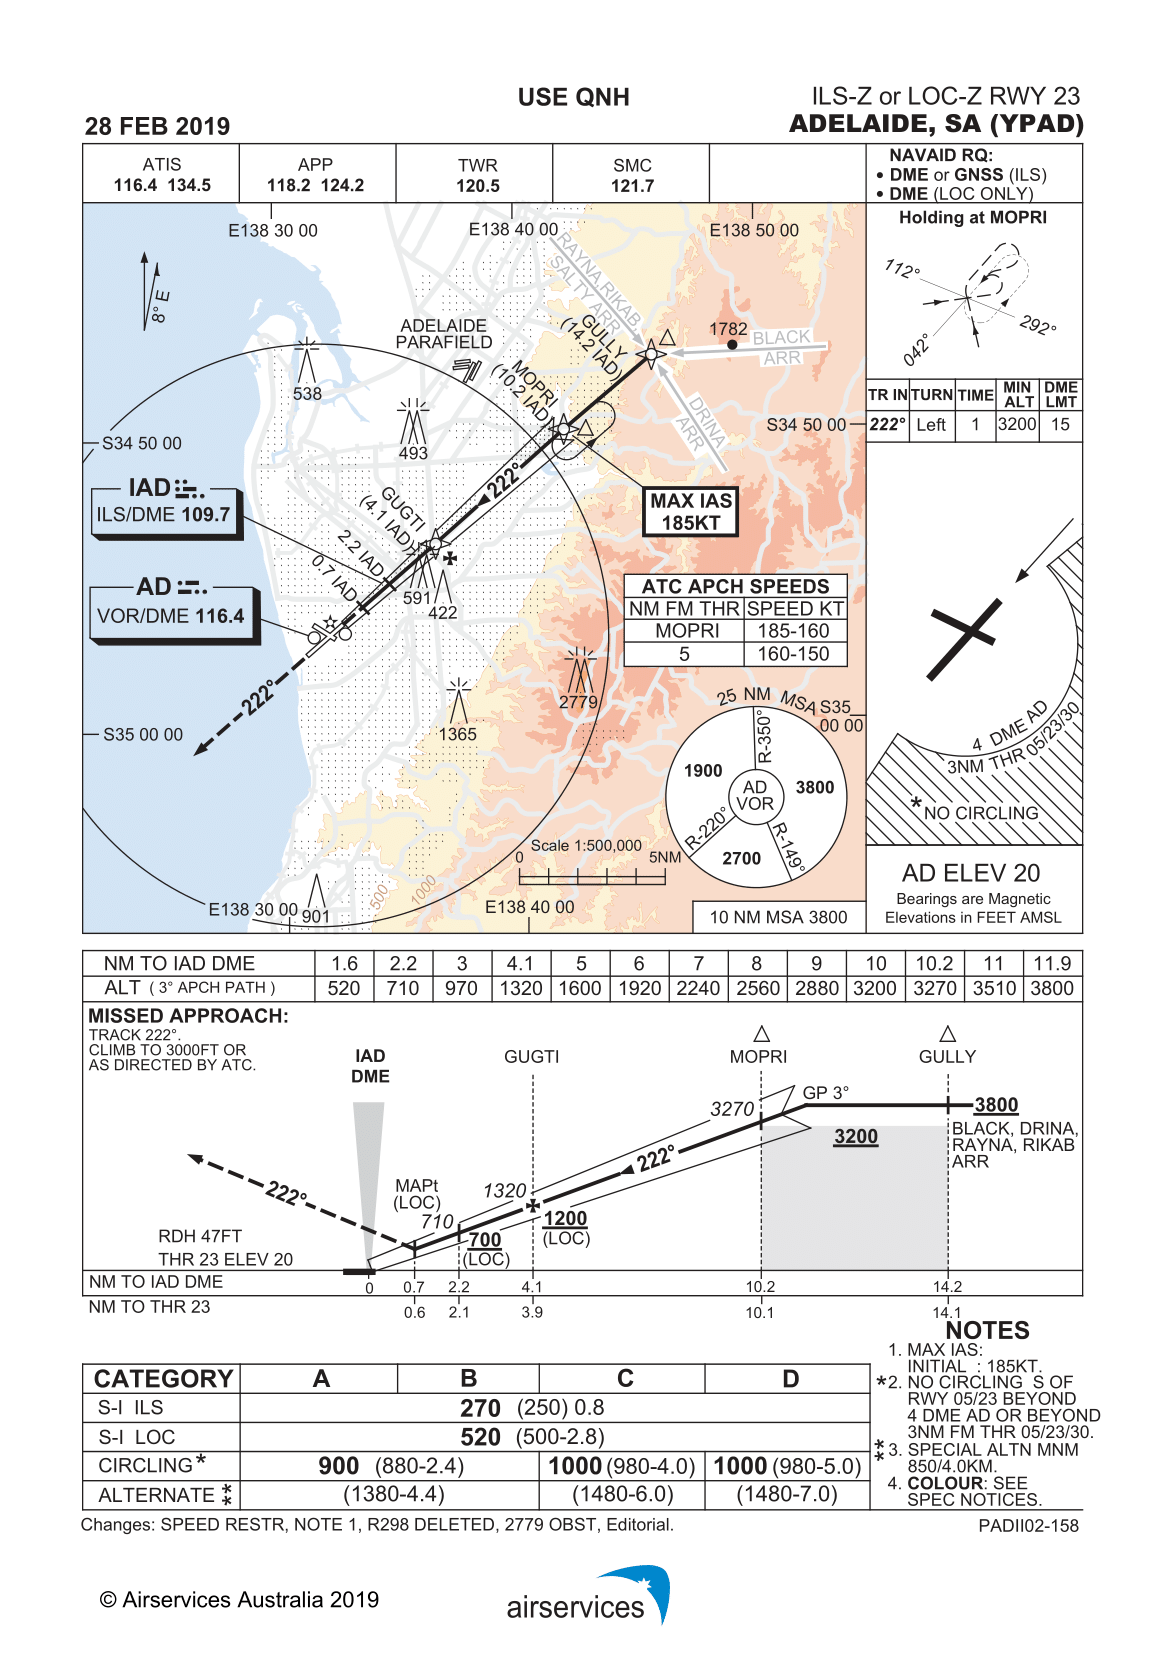 USE QNH
ILS-Z or LOC-Z RWY 23
28 FEB 2019
ADELAIDE, SA (YPAD)
ATIS
116.4 134.5
APP
118.2 124.2
TWR
120.5
SMC
121.7
NAVAID RQ:
• DME or GNSS (ILS)
• DME (LOC ONLY)
E138 30 00
E138 40 00
E138 50 00
8° E
RAYNA,RIKAB
SALTY ARR
ADELAIDE
PARAFIELD
GULLY
(14.2 IAD)
1782
BLACK
ARR
MOPRI
(10.2 IAD)
538
493
DRINA
ARR
S34 50 00
S34 50 00
222°
IAD
ILS/DME 109.7
GUGTI
(4.1 IAD)
MAX IAS
185KT
2.2 IAD
0.7 IAD
AD
VOR/DME 116.4
591
422
ATC APCH SPEEDS
NM FM THR SPEED KT
MOPRI 185-160
5 160-150
222°
2779
1365
S35 00 00
25 NM MSA
S35
00 00
R-350°
1900
AD
VOR
3800
R-220°
R-149°
2700
Scale 1:500,000
0 5NM
500
1000
E138 30 00
901
E138 40 00
10 NM MSA 3800
Holding at MOPRI
112°
292°
042°
TR IN TURN TIME MIN ALT DME LMT
222° Left 1 3200 15
4 DME AD
3NM THR 05/23/30
*NO CIRCLING
AD ELEV 20
Bearings are Magnetic
Elevations in FEET AMSL
NM TO IAD DME 1.6 2.2 3 4.1 5 6 7 8 9 10 10.2 11 11.9
ALT ( 3° APCH PATH ) 520 710 970 1320 1600 1920 2240 2560 2880 3200 3270 3510 3800
MISSED APPROACH:
TRACK 222°.
CLIMB TO 3000FT OR
AS DIRECTED BY ATC.
IAD
DME
GUGTI
MOPRI
GULLY
GP 3°
3270
3800
3200
BLACK, DRINA,
RAYNA, RIKAB
ARR
222°
222°
MAPt
(LOC)
1320
710
1200
(LOC)
700
(LOC)
RDH 47FT
THR 23 ELEV 20
NM TO IAD DME 0 0.7 2.2 4.1 10.2 14.2
NM TO THR 23 0.6 2.1 3.9 10.1 14.1
CATEGORY A B C D
S-I ILS 270 (250) 0.8
S-I LOC 520 (500-2.8)
CIRCLING * 900 (880-2.4) 1000 (980-4.0) 1000 (980-5.0)
ALTERNATE ** (1380-4.4) (1480-6.0) (1480-7.0)
NOTES
1. MAX IAS:
INITIAL : 185KT.
*2. NO CIRCLING S OF
RWY 05/23 BEYOND
4 DME AD OR BEYOND
3NM FM THR 05/23/30.
**3. SPECIAL ALTN MNM
850/4.0KM.
4. COLOUR: SEE
SPEC NOTICES.
Changes: SPEED RESTR, NOTE 1, R298 DELETED, 2779 OBST, Editorial.
PADII02-158
© Airservices Australia 2019
airservices